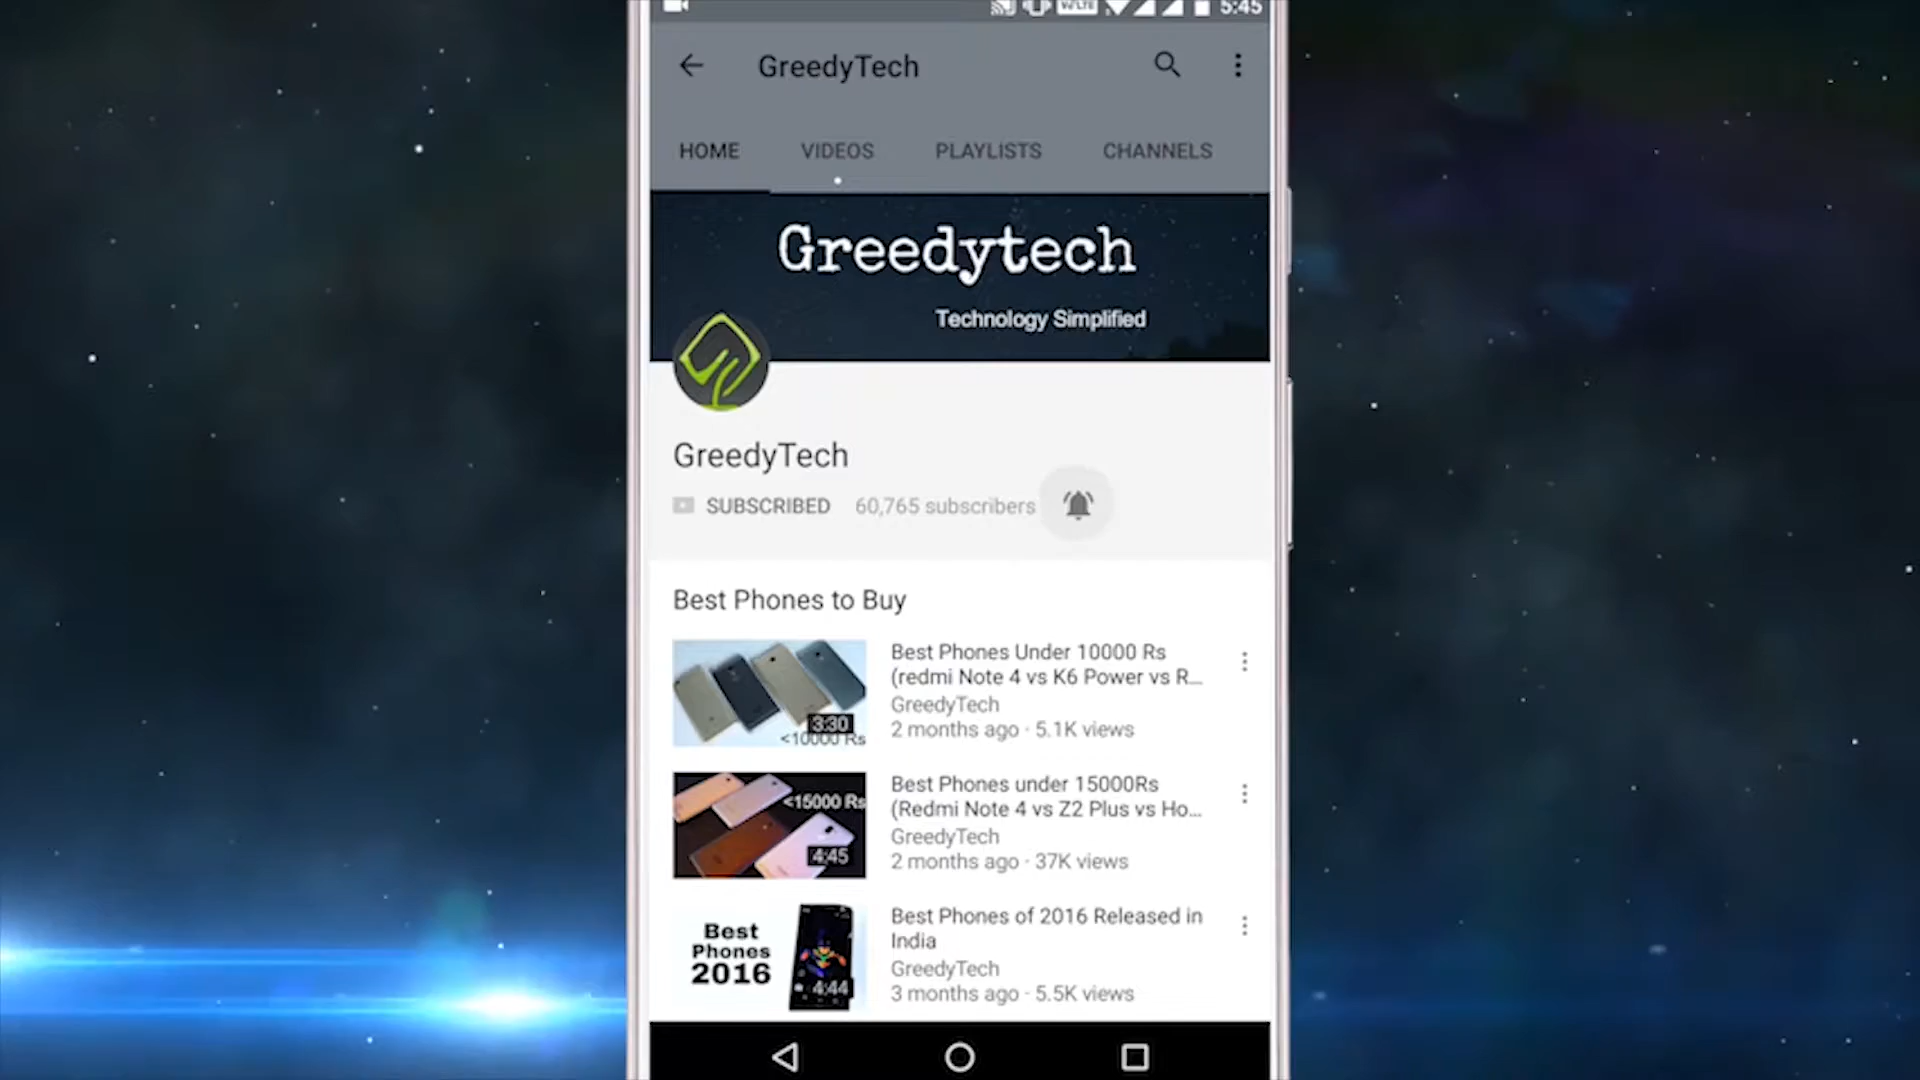 VoLTE 5:45
GreedyTech
HOME VIDEOS PLAYLISTS CHANNELS
Greedytech
Technology Simplified
GreedyTech
SUBSCRIBED 60,765 subscribers
Best Phones to Buy
3:30
<10000 Rs
Best Phones Under 10000 Rs
(redmi Note 4 vs K6 Power vs R...
GreedyTech
2 months ago · 5.1K views
<15000 Rs
4:45
Best Phones under 15000Rs
(Redmi Note 4 vs Z2 Plus vs Ho...
GreedyTech
2 months ago · 37K views
Best
Phones
2016
4:44
Best Phones of 2016 Released in
India
GreedyTech
3 months ago · 5.5K views